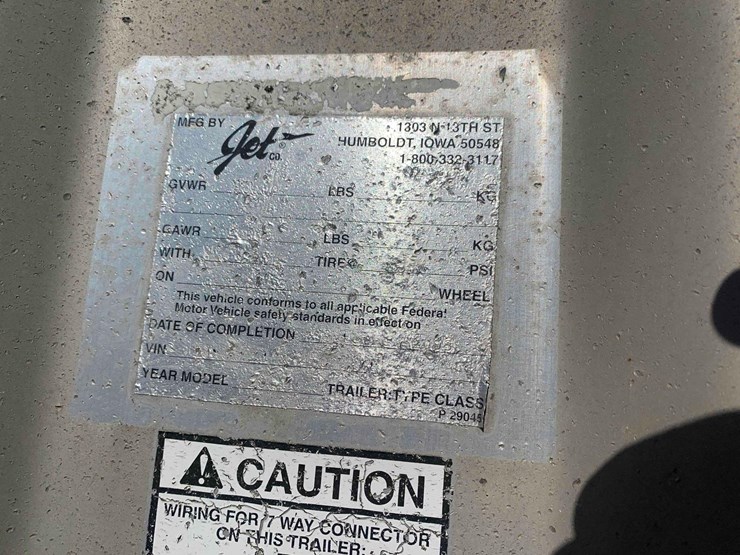 MFG BY Jet Co. ® 1303 N 13TH ST
HUMBOLDT, IOWA 50548
1-800-332-3117
GVWR LBS KG
GAWR LBS KG
WITH TIRES PSI
ON WHEEL
This vehicle conforms to all applicable Federal
Motor Vehicle safety standards in effect on
DATE OF COMPLETION
VIN
YEAR MODEL TRAILER: TYPE CLASS
P 29045
CAUTION
WIRING FOR 7 WAY CONNECTOR
ON THIS TRAILER: